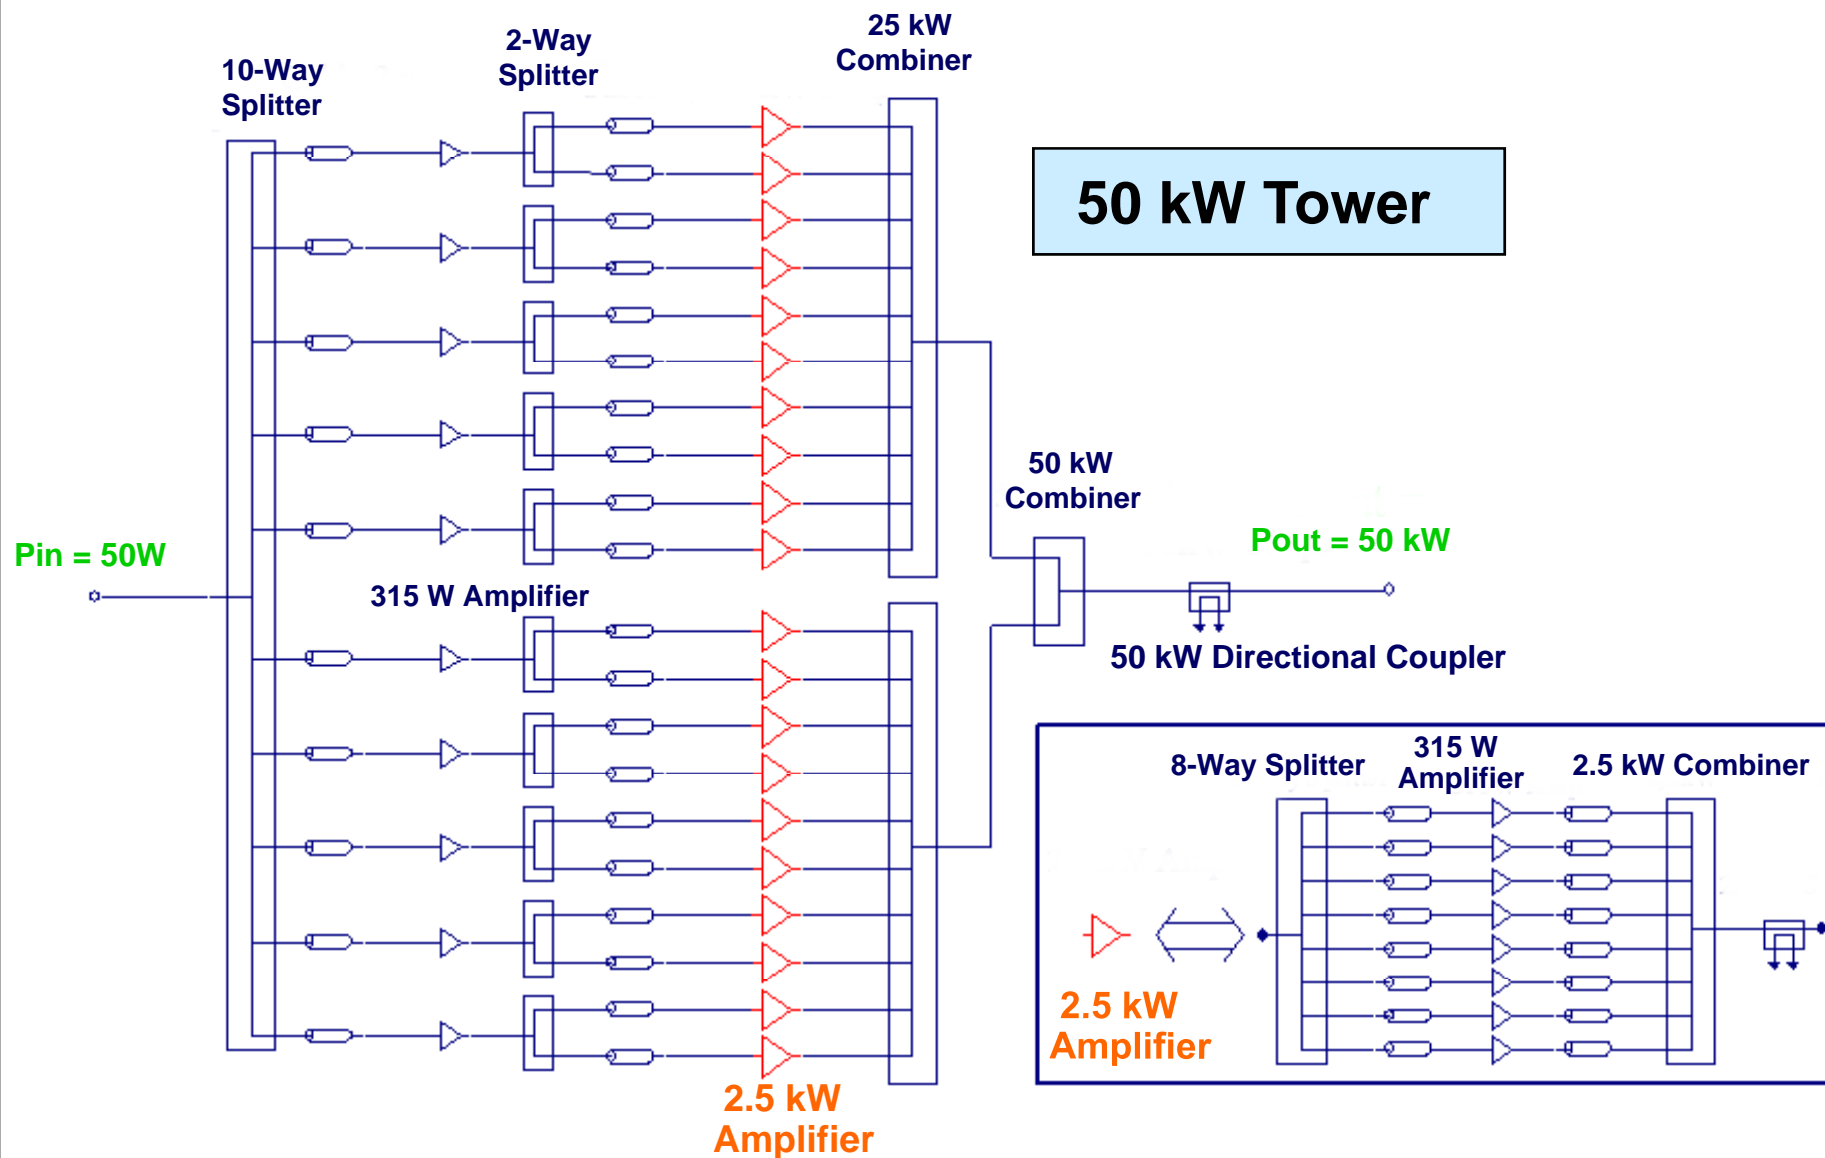 10-Way
Splitter
2-Way
Splitter
25 kW
Combiner
50 kW Tower
50 kW
Combiner
Pin = 50W
Pout = 50 kW
315 W Amplifier
50 kW Directional Coupler
8-Way Splitter
315 W
Amplifier
2.5 kW Combiner
2.5 kW
Amplifier
2.5 kW
Amplifier